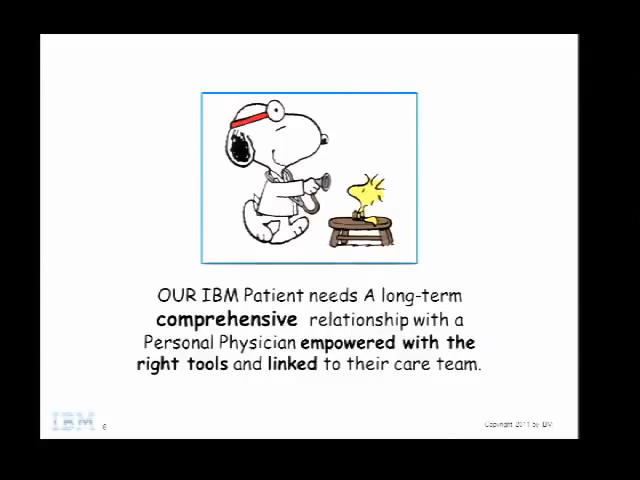 OUR IBM Patient needs A long-term
comprehensive relationship with a
Personal Physician empowered with the
right tools and linked to their care team.
IBM
6
Copyright 2011 by IBM